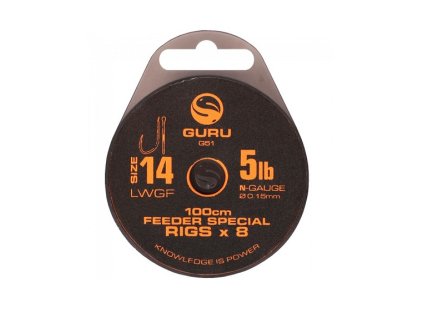 GURU
G51
SIZE 14
LWGF
5lb
N-GAUGE
Ø 0.15mm
100cm
FEEDER SPECIAL
RIGS x 8
KNOWLEDGE IS POWER